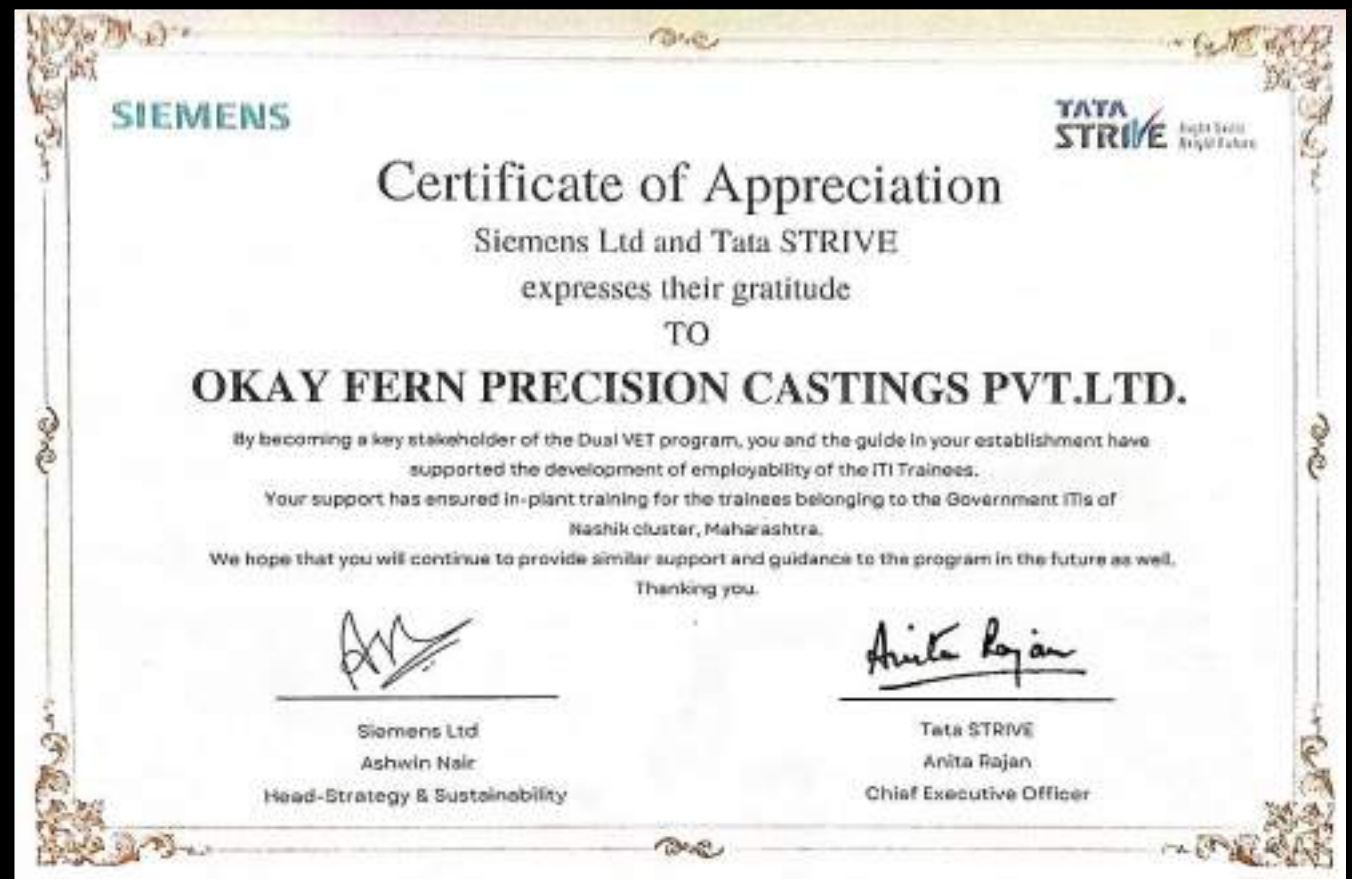 SIEMENS
TATA
STRIVE
Certificate of Appreciation
Siemens Ltd and Tata STRIVE
expresses their gratitude
TO
OKAY FERN PRECISION CASTINGS PVT.LTD.
By becoming a key stakeholder of the Dual VET program, you and the guide in your establishment have
supported the development of employability of the ITI Trainees.
Your support has ensured in-plant training for the trainees belonging to the Government ITIs of
Nashik cluster, Maharashtra.
We hope that you will continue to provide similar support and guidance to the program in the future as well.
Thanking you.
Anita Rajan
Siemens Ltd
Ashwin Nair
Head-Strategy & Sustainability
Tata STRIVE
Anita Rajan
Chief Executive Officer